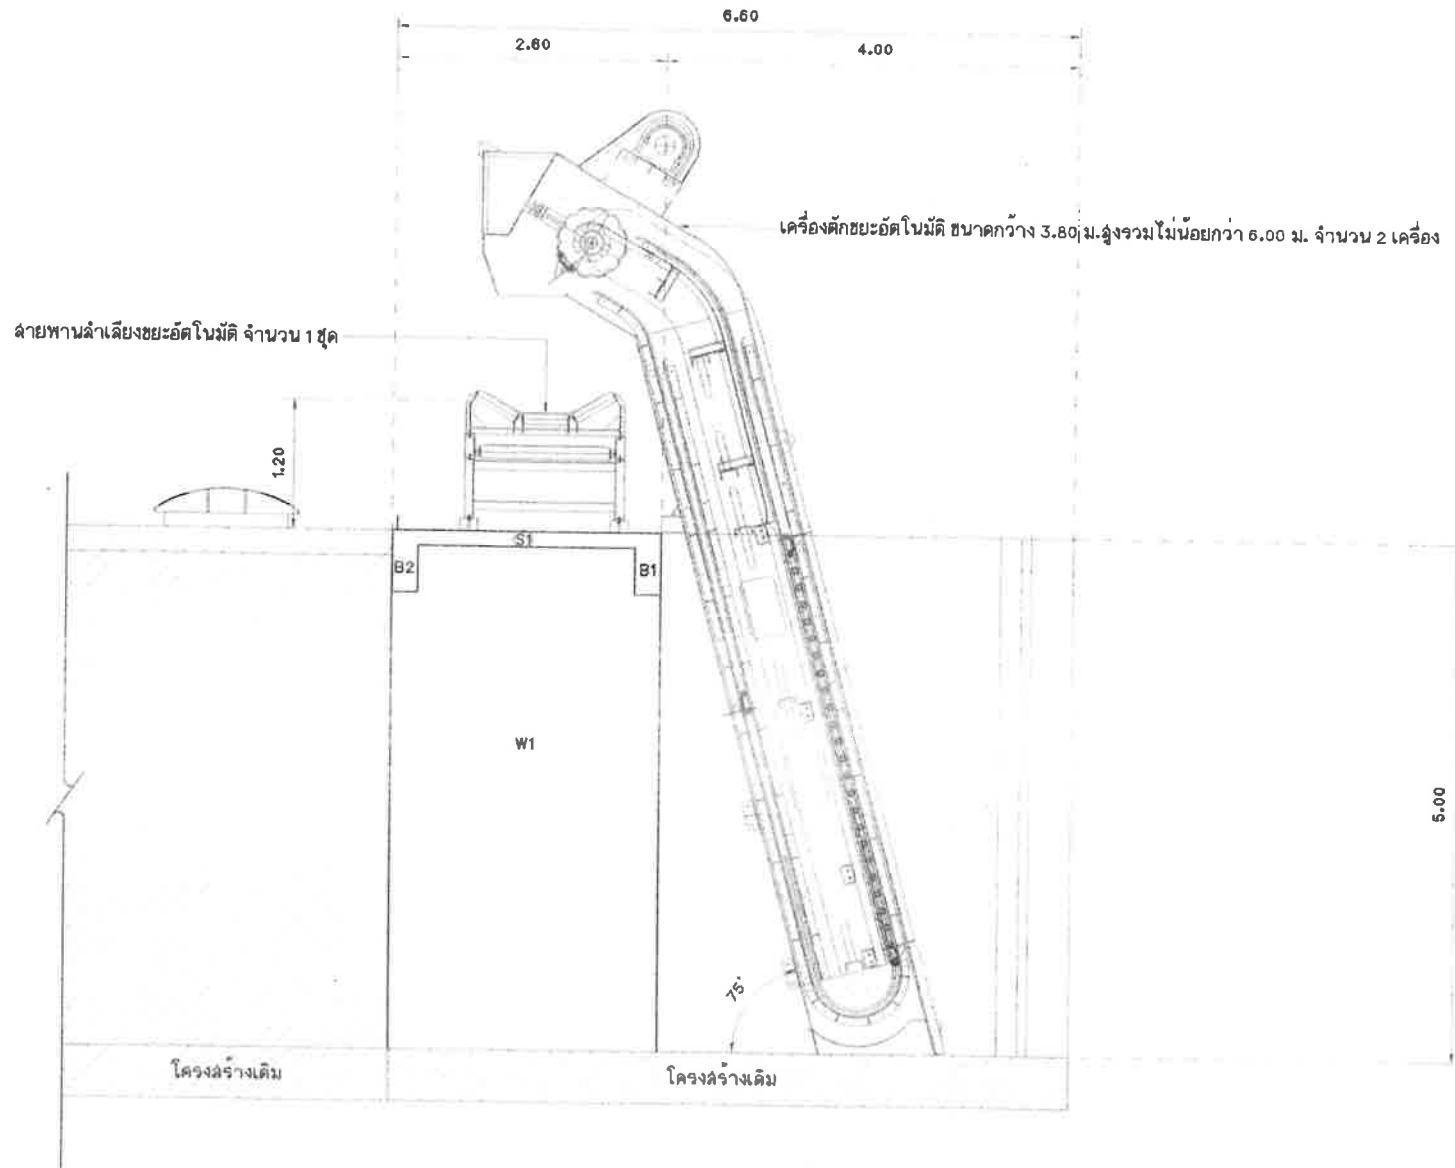 6.60
2.60
4.00
เครื่องตักขยะอัตโนมัติ ขนาดกว้าง 3.80 ม.สูงรวมไม่น้อยกว่า 6.00 ม. จำนวน 2 เครื่อง
สายพานลำเลียงขยะอัตโนมัติ จำนวน 1 ชุด
1.20
S1
B2
B1
W1
5.00
75°
โครงสร้างเดิม
โครงสร้างเดิม